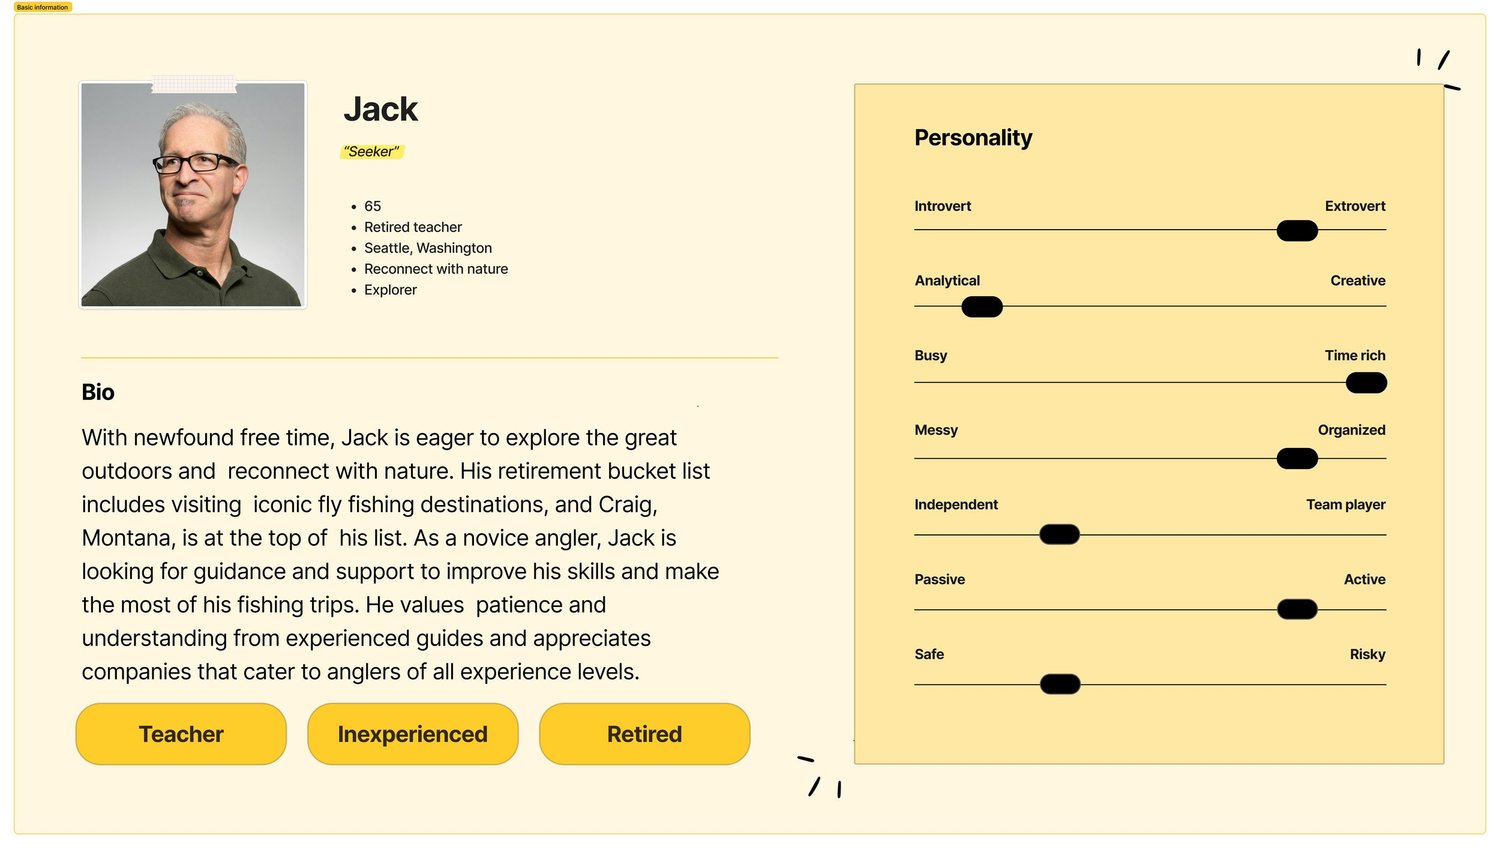 Basic information
Jack
“Seeker”
• 65
• Retired teacher
• Seattle, Washington
• Reconnect with nature
• Explorer
Bio
With newfound free time, Jack is eager to explore the great
outdoors and  reconnect with nature. His retirement bucket list
includes visiting  iconic fly fishing destinations, and Craig,
Montana, is at the top of  his list. As a novice angler, Jack is
looking for guidance and support to improve his skills and make
the most of his fishing trips. He values  patience and
understanding from experienced guides and appreciates
companies that cater to anglers of all experience levels.
Teacher Inexperienced Retired
Personality
Introvert Extrovert
Analytical Creative
Busy Time rich
Messy Organized
Independent Team player
Passive Active
Safe Risky